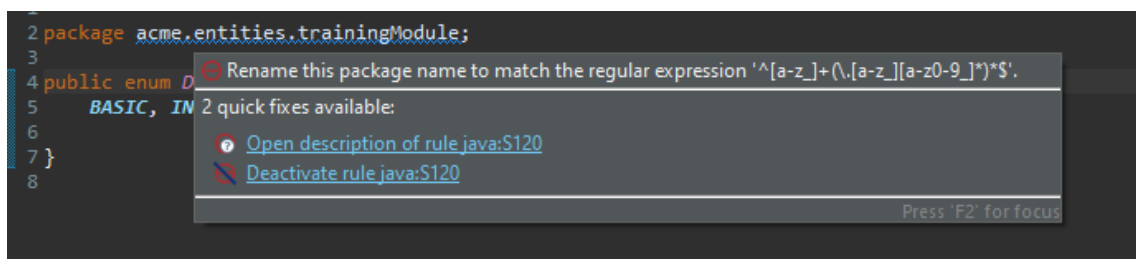 2 package acme.entities.trainingModule;
3
4 public enum D
Rename this package name to match the regular expression '^[a-z_]+(\.[a-z_][a-z0-9_]*)*$'.
5 BASIC, IN
2 quick fixes available:
6
Open description of rule java:S120
7 }
Deactivate rule java:S120
8
Press 'F2' for focus